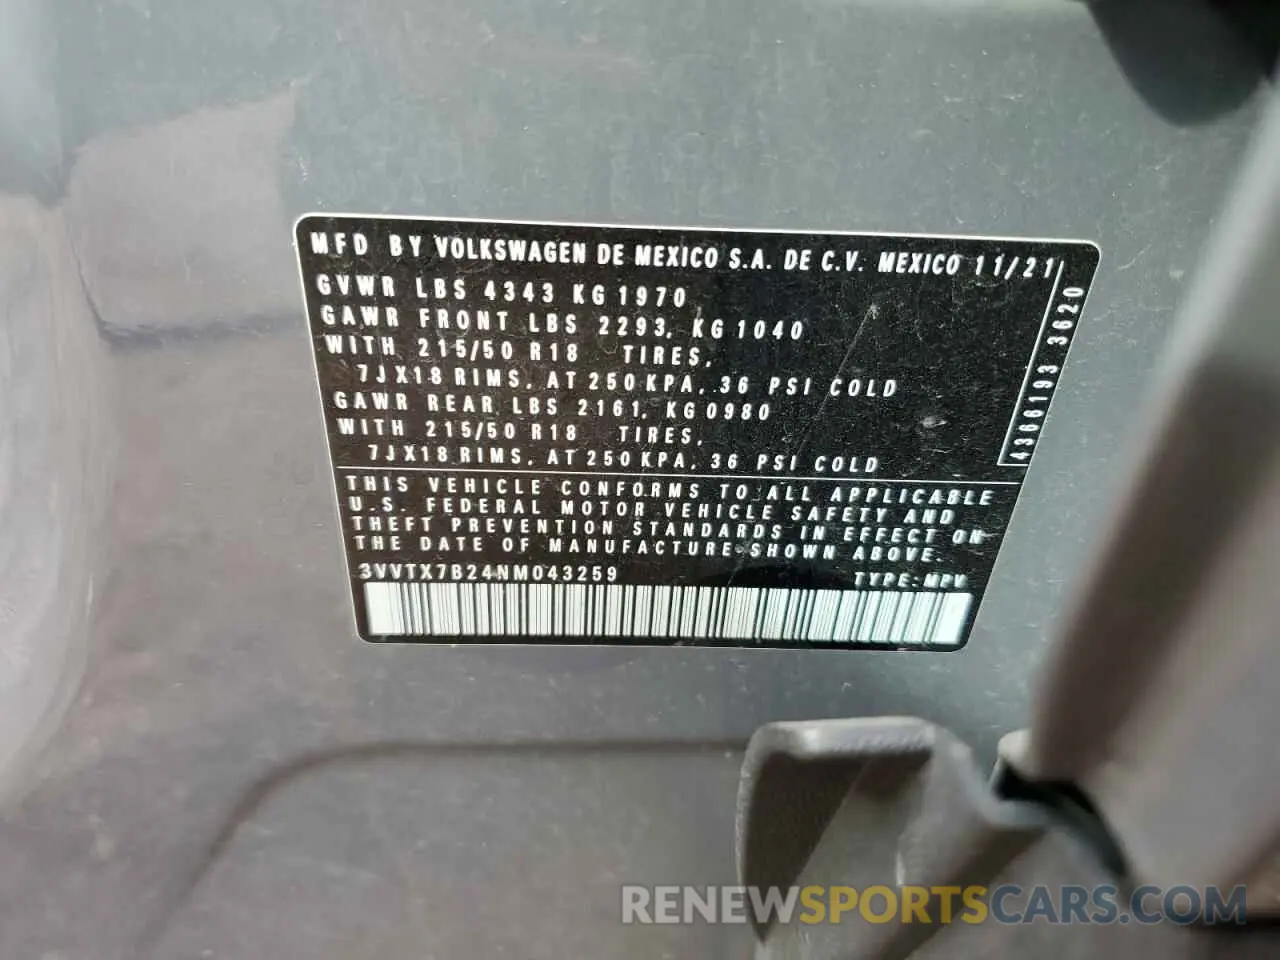 MFD BY VOLKSWAGEN DE MEXICO S.A. DE C.V. MEXICO 11/21
GVWR LBS 4343 KG 1970
GAWR FRONT LBS 2293, KG 1040
WITH 215/50 R18 TIRES,
7JX18 RIMS, AT 250 KPA, 36 PSI COLD
GAWR REAR LBS 2161, KG 0980
WITH 215/50 R18 TIRES,
7JX18 RIMS, AT 250 KPA, 36 PSI COLD
4366193 3620
THIS VEHICLE CONFORMS TO ALL APPLICABLE
U.S. FEDERAL MOTOR VEHICLE SAFETY AND
THEFT PREVENTION STANDARDS IN EFFECT ON
THE DATE OF MANUFACTURE SHOWN ABOVE.
3VVTX7B24NM043259 TYPE: MPV
RENEWSPORTSCARS.COM